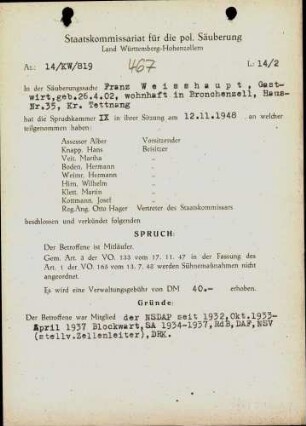 Staatskommissariat für die pol. Säuberung
Land Württemberg-Hohenzollern
Az.: 14/KW/819 467 L: 14/2
In der Säuberungssache Franz Weisshaupt, Gast-
wirt, geb.26.4.02, wohnhaft in Bronchenzell, Haus-
Nr.35, Kr. Tettnang
hat die Spruchkammer IX in ihrer Sitzung am 12.11.1948 an welcher
teilgenommen haben:
Assessor Alber Vorsitzender
Knapp, Hans Beisitzer
Veit, Martha "
Boden, Hermann "
Weiner, Hermann "
Hirn, Wilhelm "
Klett, Martin "
Kottmann, Josef "
Reg.Ang. Otto Hager Vertreter des Staatskommissars
beschlossen und verkündet folgenden
SPRUCH:
Der Betroffene ist Mitläufer.
Gem. Art. 2 der VO. 133 vom 17. 11. 47 in der Fassung des
Art. 1 der VO. 165 vom 13. 7. 48 werden Sühnemaßnahmen nicht
angeordnet.
Es wird eine Verwaltungsgebühr von DM 40.— erhoben.
Gründe:
Der Betroffene war Mitglied der NSDAP seit 1932, Okt.1933-
April 1937 Blockwart, SA 1934-1937, RdB, DAF, NSV
(stellv.Zellenleiter), DRK.